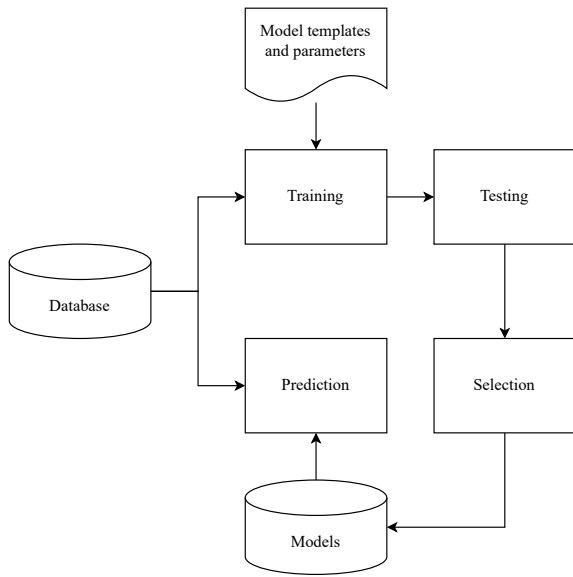 Model templates
and parameters
Training
Testing
Database
Prediction
Selection
Models